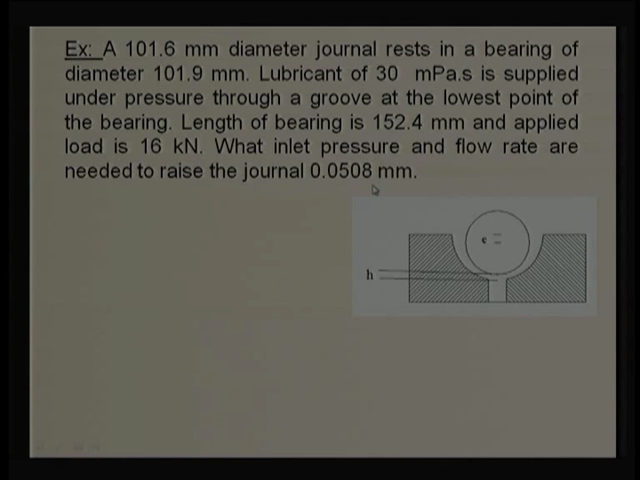 Ex: A 101.6 mm diameter journal rests in a bearing of
diameter 101.9 mm. Lubricant of 30 mPa.s is supplied
under pressure through a groove at the lowest point of
the bearing. Length of bearing is 152.4 mm and applied
load is 16 kN. What inlet pressure and flow rate are
needed to raise the journal 0.0508 mm.
e
h